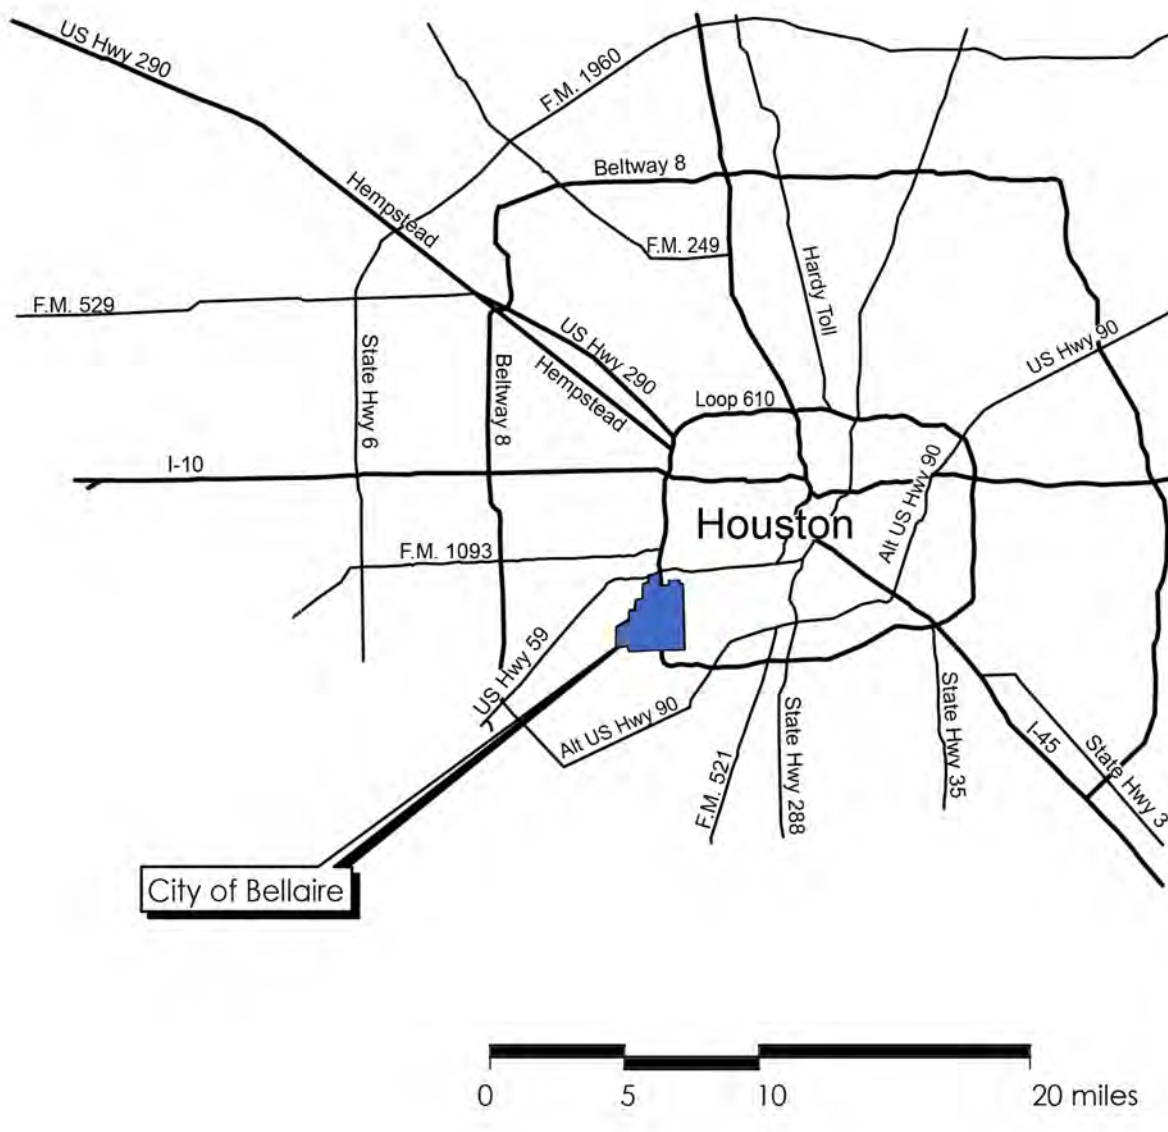 US Hwy 290
F.M. 1960
Beltway 8
Hempstead
F.M. 249
Hardy Toll
F.M. 529
US Hwy 290
US Hwy 90
State Hwy 6
Beltway 8
Hempstead
Loop 610
I-10
Alt US Hwy 90
Houston
F.M. 1093
US Hwy 59
Alt US Hwy 90
F.M. 521
State Hwy 288
State Hwy 35
I-45
State Hwy 3
City of Bellaire
0 5 10 20 miles